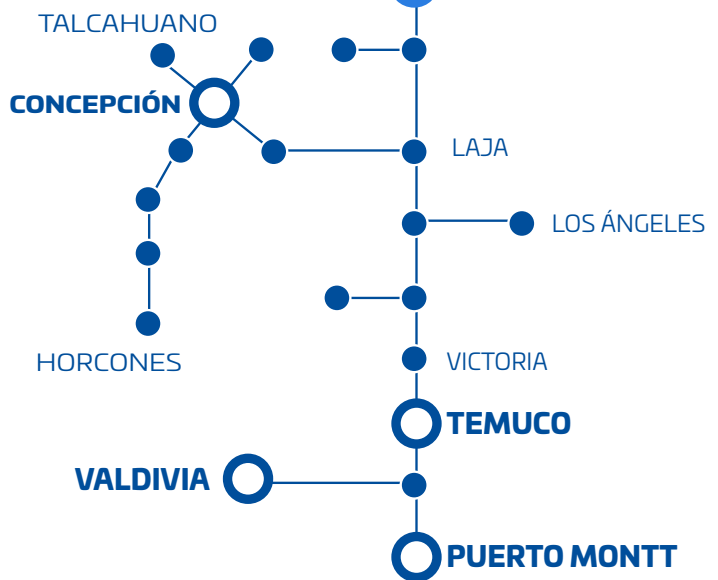 TALCAHUANO
CONCEPCIÓN
LAJA
LOS ÁNGELES
HORCONES
VICTORIA
TEMUCO
VALDIVIA
PUERTO MONTT